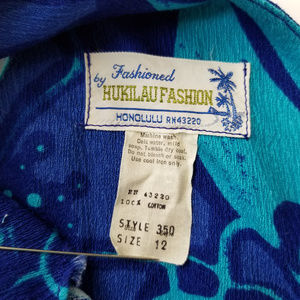 Fashioned
by HUKILAU FASHION
HONOLULU RN43220
Machine wash,
Cold water, mild
soap. Tumble dry cool.
Do not bleach or soak.
Use cool iron only.
RN 43220
100% COTTON
STYLE 350
SIZE 12